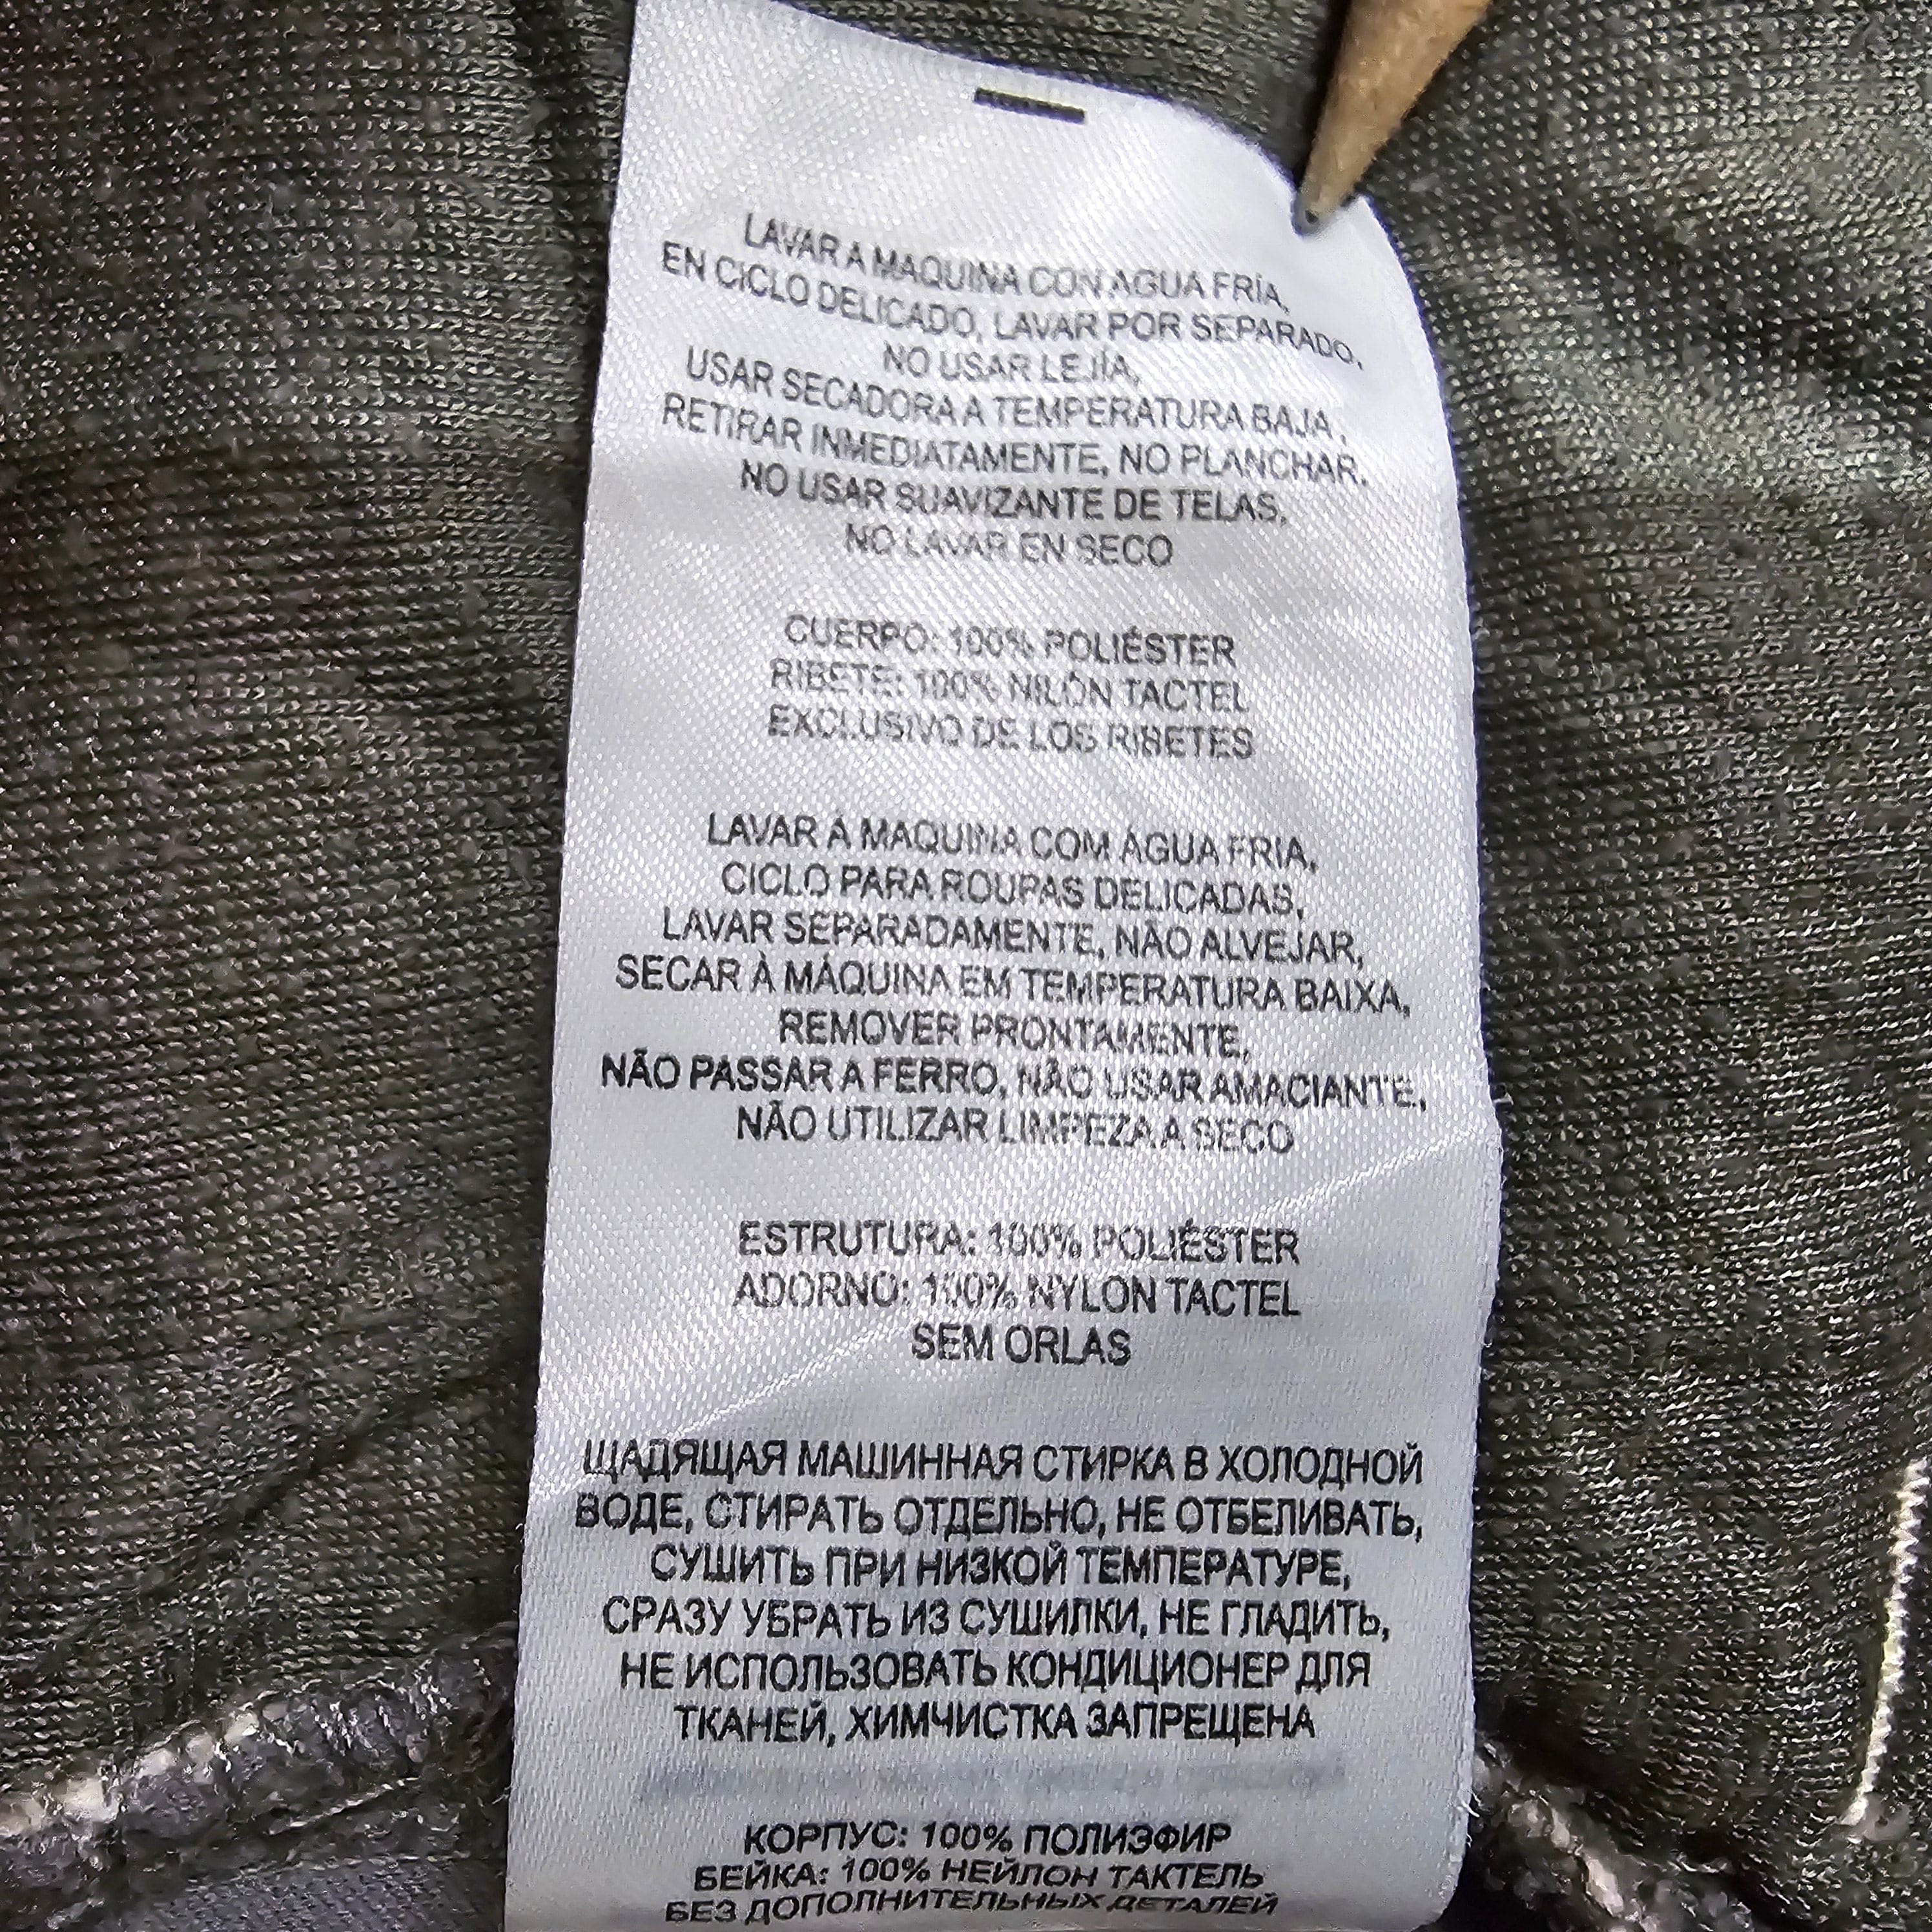 LAVAR A MAQUINA CON AGUA FRÍA,
EN CICLO DELICADO, LAVAR POR SEPARADO,
NO USAR LEJÍA,
USAR SECADORA A TEMPERATURA BAJA,
RETIRAR INMEDIATAMENTE, NO PLANCHAR,
NO USAR SUAVIZANTE DE TELAS,
NO LAVAR EN SECO
CUERPO: 100% POLIÉSTER
RIBETE: 100% NILÓN TACTEL
EXCLUSIVO DE LOS RIBETES
LAVAR À MAQUINA COM ÁGUA FRIA,
CICLO PARA ROUPAS DELICADAS,
LAVAR SEPARADAMENTE, NÃO ALVEJAR,
SECAR À MÁQUINA EM TEMPERATURA BAIXA,
REMOVER PRONTAMENTE,
NÃO PASSAR A FERRO, NÃO USAR AMACIANTE,
NÃO UTILIZAR LIMPEZA A SECO
ESTRUTURA: 100% POLIÉSTER
ADORNO: 100% NYLON TACTEL
SEM ORLAS
ЩАДЯЩАЯ МАШИННАЯ СТИРКА В ХОЛОДНОЙ
ВОДЕ, СТИРАТЬ ОТДЕЛЬНО, НЕ ОТБЕЛИВАТЬ,
СУШИТЬ ПРИ НИЗКОЙ ТЕМПЕРАТУРЕ,
СРАЗУ УБРАТЬ ИЗ СУШИЛКИ, НЕ ГЛАДИТЬ,
НЕ ИСПОЛЬЗОВАТЬ КОНДИЦИОНЕР ДЛЯ
ТКАНЕЙ, ХИМЧИСТКА ЗАПРЕЩЕНА
КОРПУС: 100% ПОЛИЭФИР
БЕЙКА: 100% НЕЙЛОН ТАКТЕЛЬ
БЕЗ ДОПОЛНИТЕЛЬНЫХ ДЕТАЛЕЙ